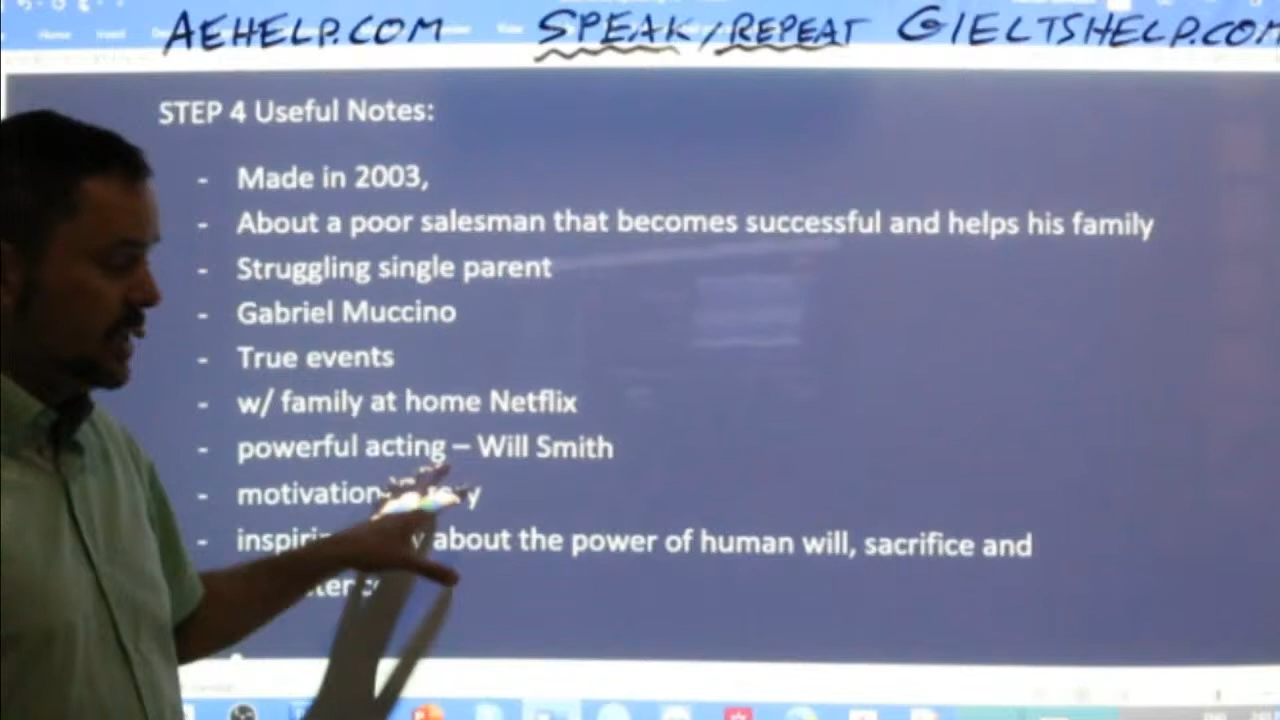 AEHELP.COM SPEAK/REPEAT GIELTSHELP.COM
Home Insert
STEP 4 Useful Notes:
- Made in 2003,
- About a poor salesman that becomes successful and helps his family
- Struggling single parent
- Gabriel Muccino
- True events
- w/ family at home Netflix
- powerful acting – Will Smith
-
- about the power of human will, sacrifice and